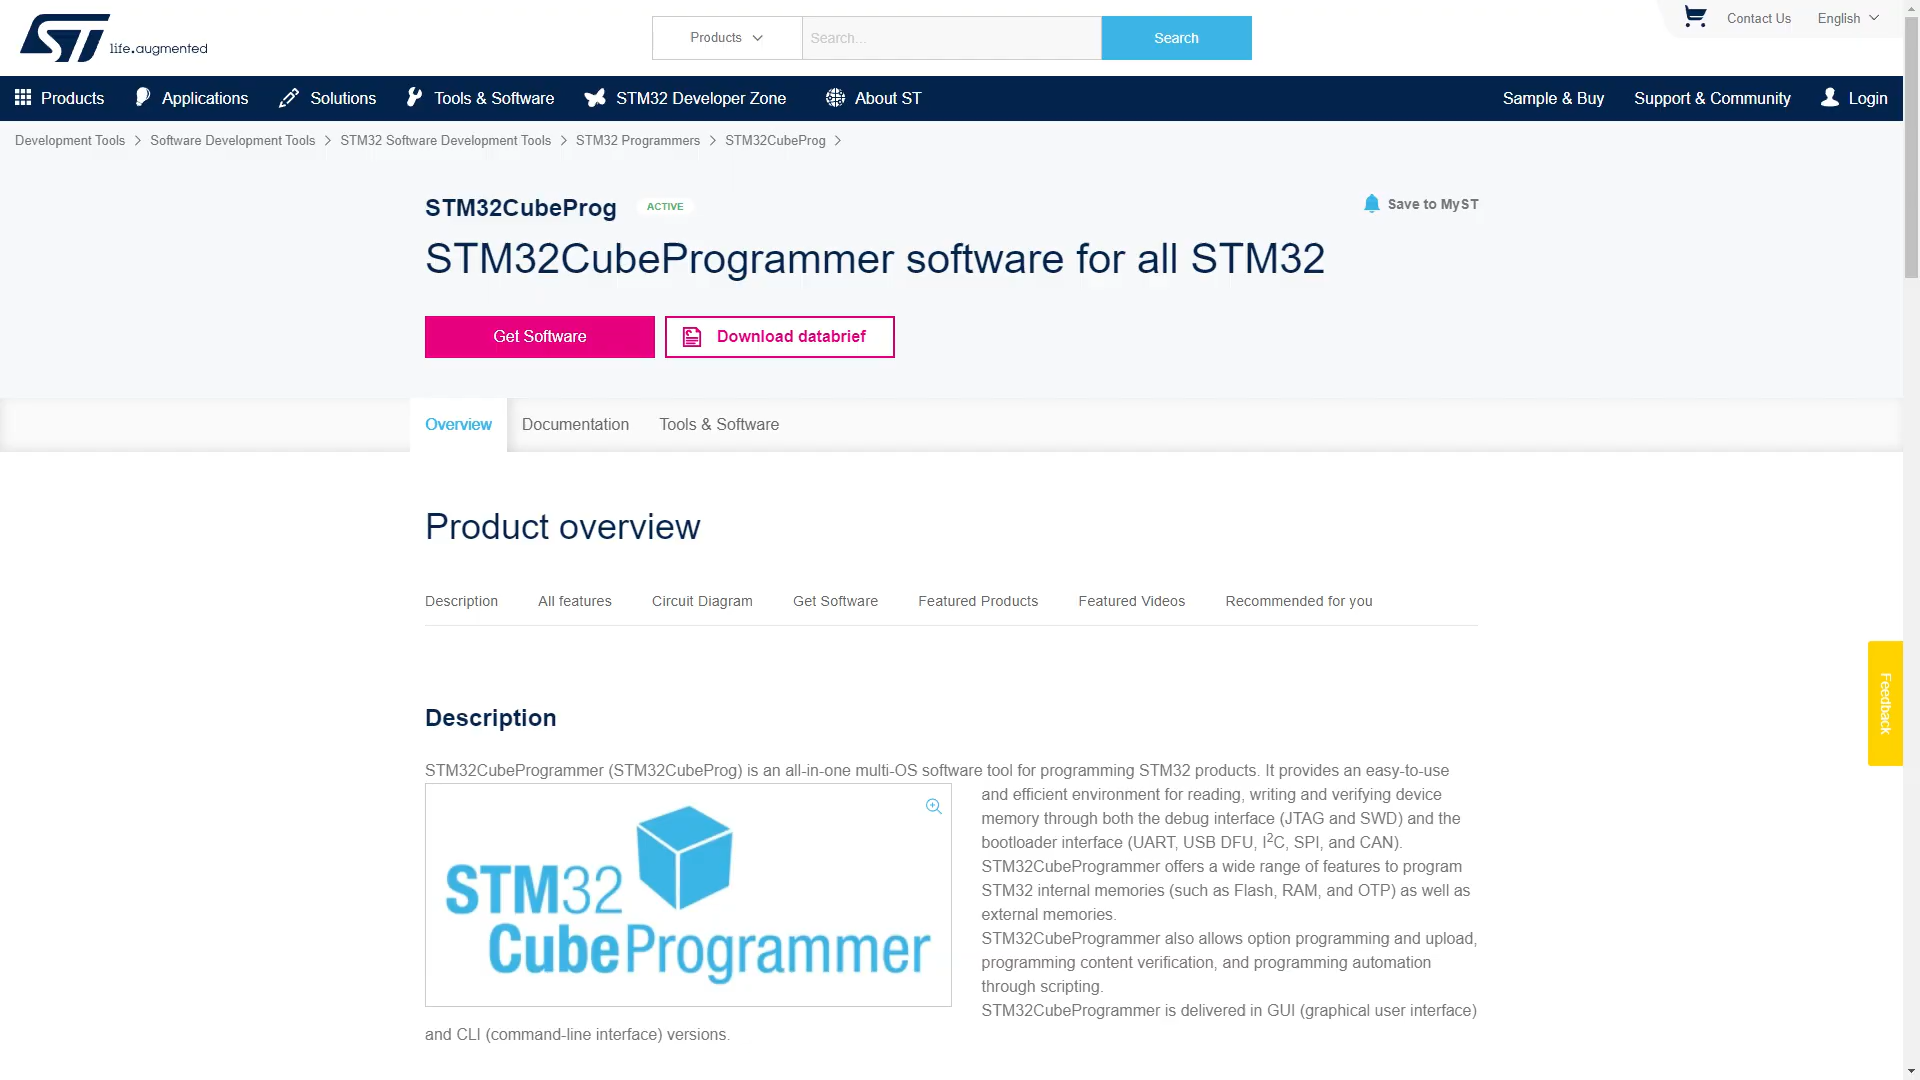 life.augmented
Products
Search...
Search
Contact Us
English
Products
Applications
Solutions
Tools & Software
STM32 Developer Zone
About ST
Sample & Buy
Support & Community
Login
Development Tools > Software Development Tools > STM32 Software Development Tools > STM32 Programmers > STM32CubeProg >
STM32CubeProg
ACTIVE
Save to MyST
STM32CubeProgrammer software for all STM32
Get Software
Download databrief
Overview
Documentation
Tools & Software
Product overview
Description
All features
Circuit Diagram
Get Software
Featured Products
Featured Videos
Recommended for you
Feedback
Description
STM32CubeProgrammer (STM32CubeProg) is an all-in-one multi-OS software tool for programming STM32 products. It provides an easy-to-use
and efficient environment for reading, writing and verifying device
memory through both the debug interface (JTAG and SWD) and the
bootloader interface (UART, USB DFU, I²C, SPI, and CAN).
STM32CubeProgrammer offers a wide range of features to program
STM32 internal memories (such as Flash, RAM, and OTP) as well as
external memories.
STM32CubeProgrammer also allows option programming and upload,
programming content verification, and programming automation
through scripting.
STM32CubeProgrammer is delivered in GUI (graphical user interface)
and CLI (command-line interface) versions.
STM32
CubeProgrammer